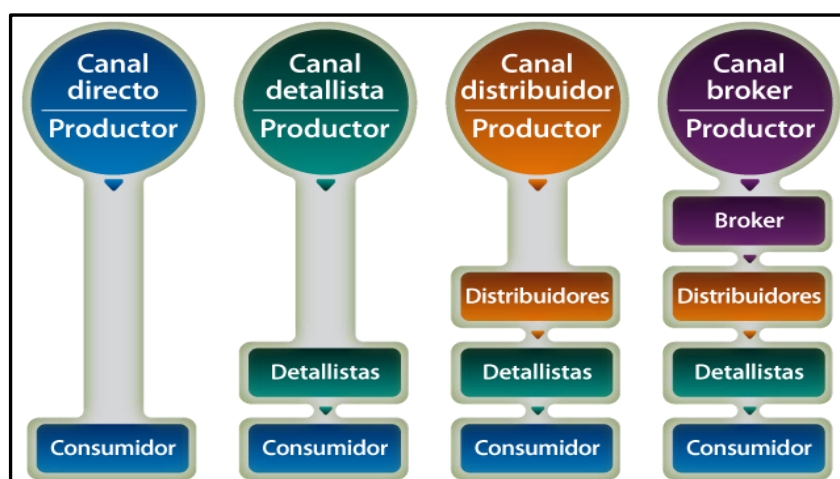 Canal
directo
Productor
Consumidor
Canal
detallista
Productor
Detallistas
Consumidor
Canal
distribuidor
Productor
Distribuidores
Detallistas
Consumidor
Canal
broker
Productor
Broker
Distribuidores
Detallistas
Consumidor